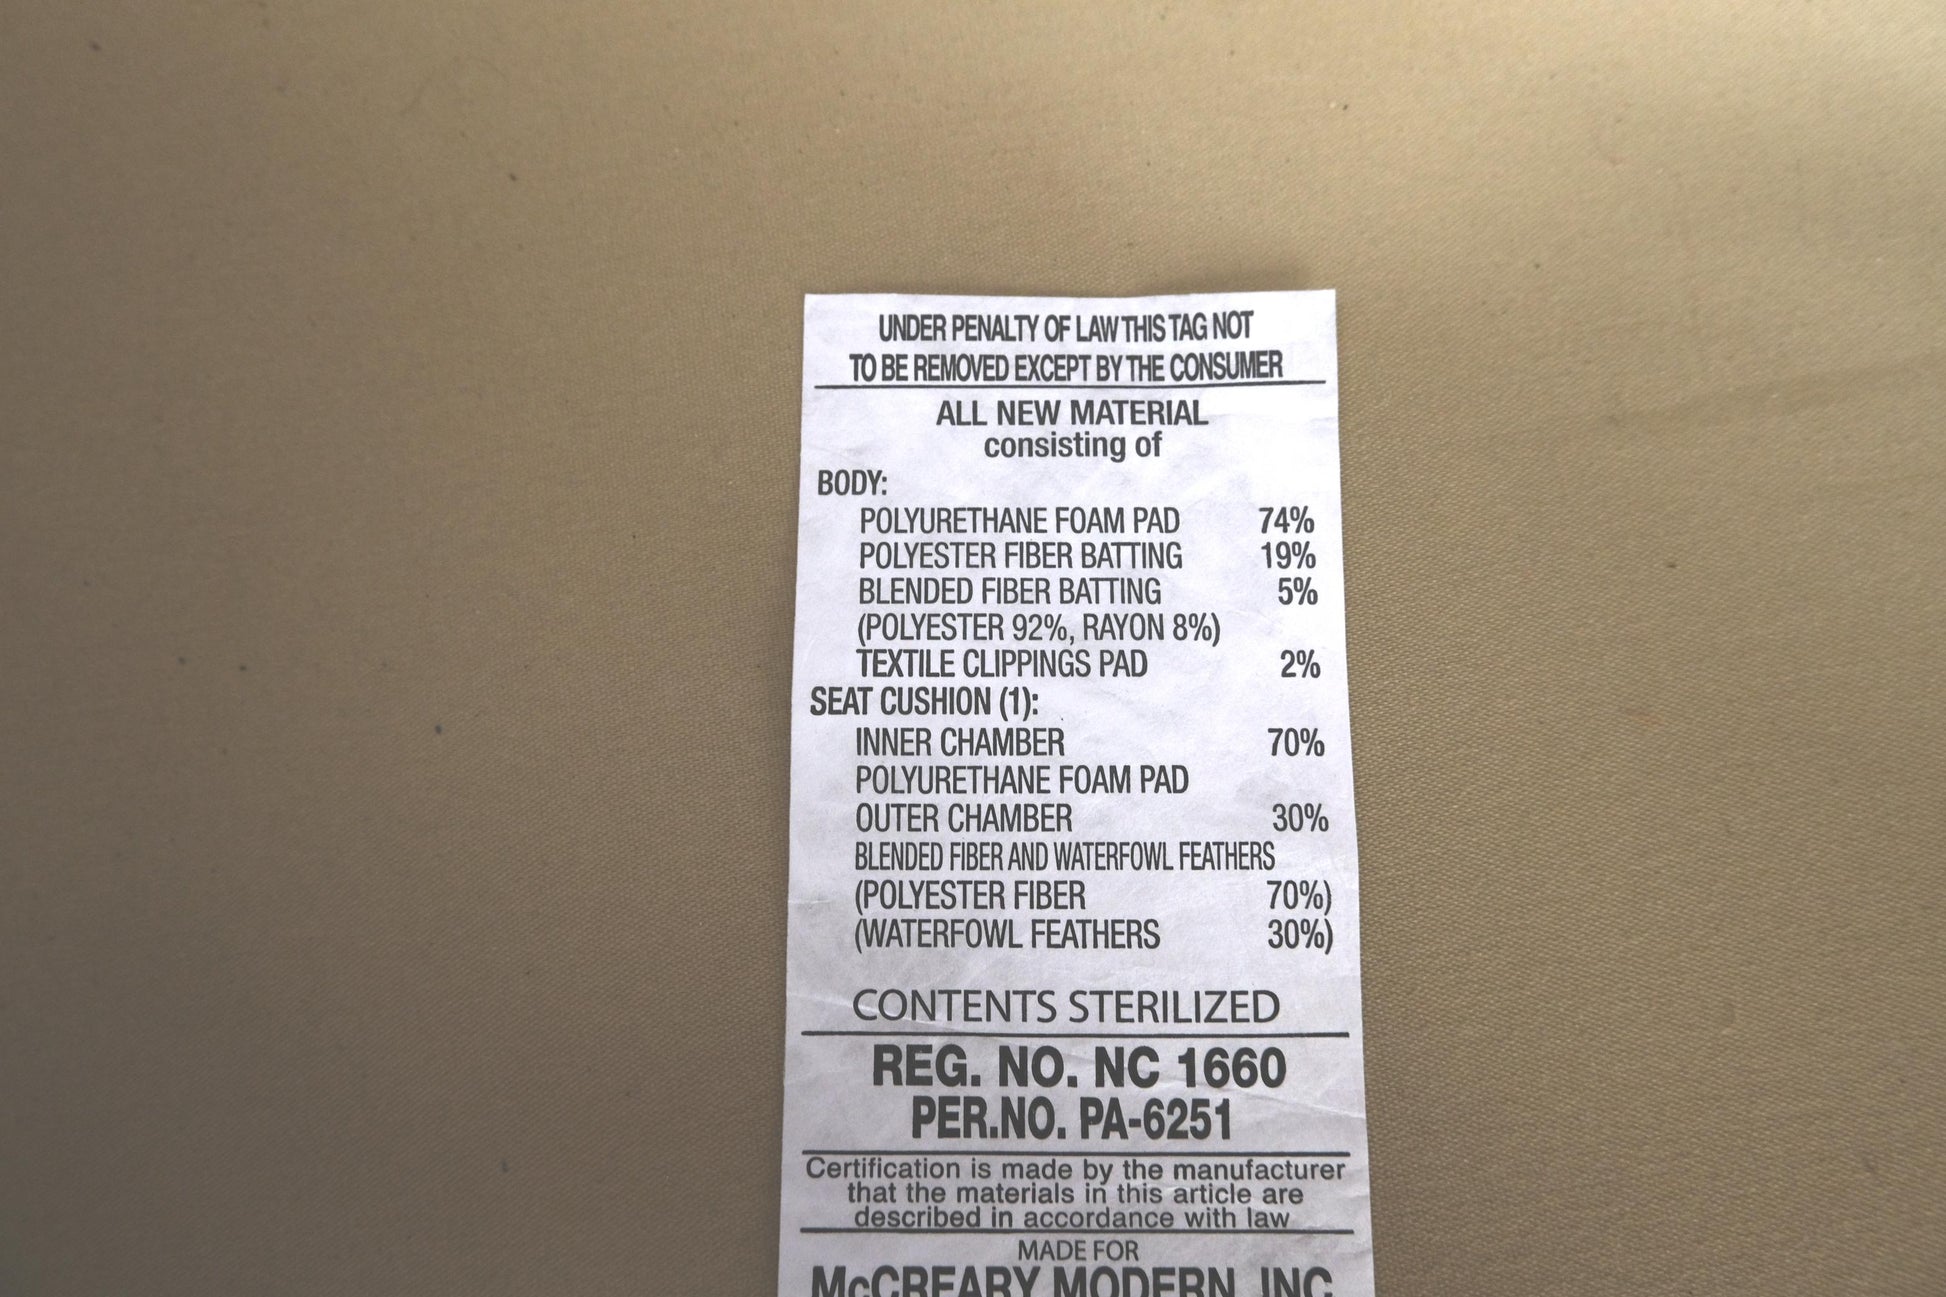 UNDER PENALTY OF LAW THIS TAG NOT
TO BE REMOVED EXCEPT BY THE CONSUMER
ALL NEW MATERIAL
consisting of
BODY:
POLYURETHANE FOAM PAD 74%
POLYESTER FIBER BATTING 19%
BLENDED FIBER BATTING 5%
(POLYESTER 92%, RAYON 8%)
TEXTILE CLIPPINGS PAD 2%
SEAT CUSHION (1):
INNER CHAMBER 70%
POLYURETHANE FOAM PAD
OUTER CHAMBER 30%
BLENDED FIBER AND WATERFOWL FEATHERS
(POLYESTER FIBER 70%)
(WATERFOWL FEATHERS 30%)
CONTENTS STERILIZED
REG. NO. NC 1660
PER.NO. PA-6251
Certification is made by the manufacturer
that the materials in this article are
described in accordance with law
MADE FOR
McCREARY MODERN, INC.